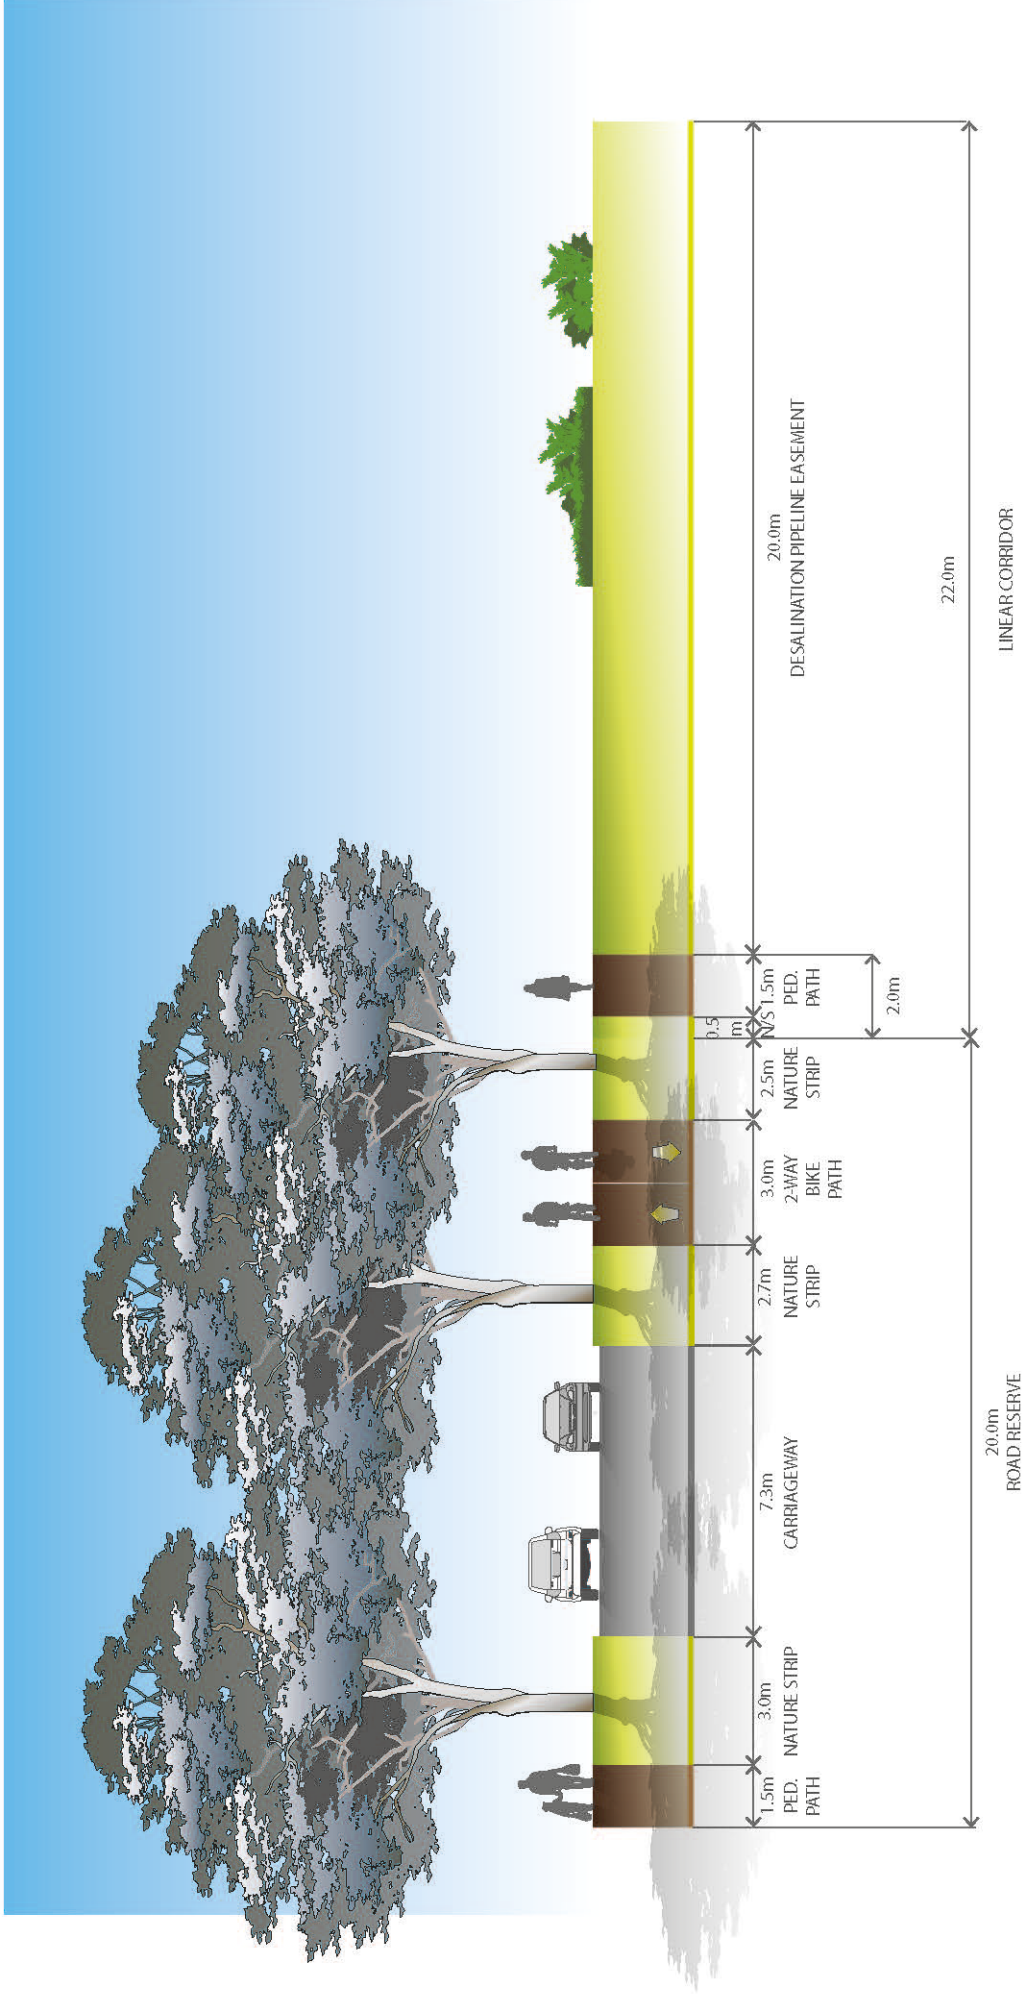 1.5m
PED.
PATH
3.0m
NATURE STRIP
7.3m
CARRIAGEWAY
2.7m
NATURE
STRIP
3.0m
2-WAY
BIKE
PATH
2.5m
NATURE
STRIP
0.5
m
N/S
1.5m
PED.
PATH
2.0m
20.0m
DESALINATION PIPELINE EASEMENT
20.0m
ROAD RESERVE
22.0m
LINEAR CORRIDOR